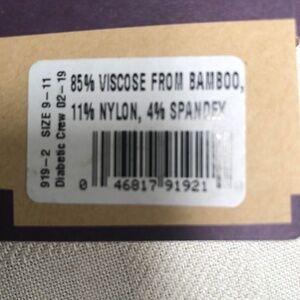 919-2 SIZE 9-11
Diabetic Crew D2-19
85% VISCOSE FROM BAMBOO,
11% NYLON, 4% SPANDEX
0 46817 91921